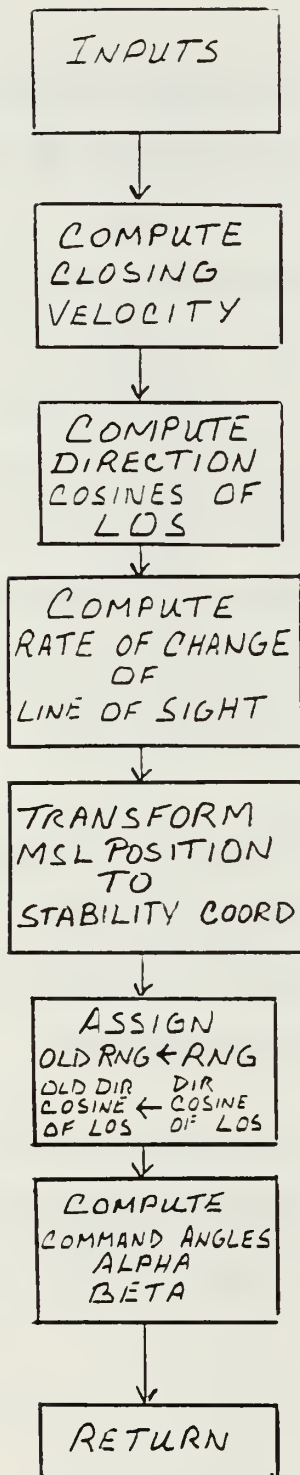 INPUTS
COMPUTE
CLOSING
VELOCITY
COMPUTE
DIRECTION
COSINES OF
LOS
COMPUTE
RATE OF CHANGE
OF
LINE OF SIGHT
TRANSFORM
MSL POSITION
TO
STABILITY COORD
ASSIGN
OLD RNG ← RNG
OLD DIR DIR
COSINE ← COSINE
OF LOS OF LOS
COMPUTE
COMMAND ANGLES
ALPHA
BETA
RETURN